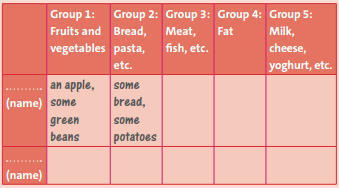 Group 1:
Fruits and
vegetables
Group 2:
Bread,
pasta,
etc.
Group 3:
Meat,
fish, etc.
Group 4:
Fat
Group 5:
Milk,
cheese,
yoghurt, etc.
..........
(name)
an apple,
some
green
beans
some
bread,
some
potatoes
..........
(name)